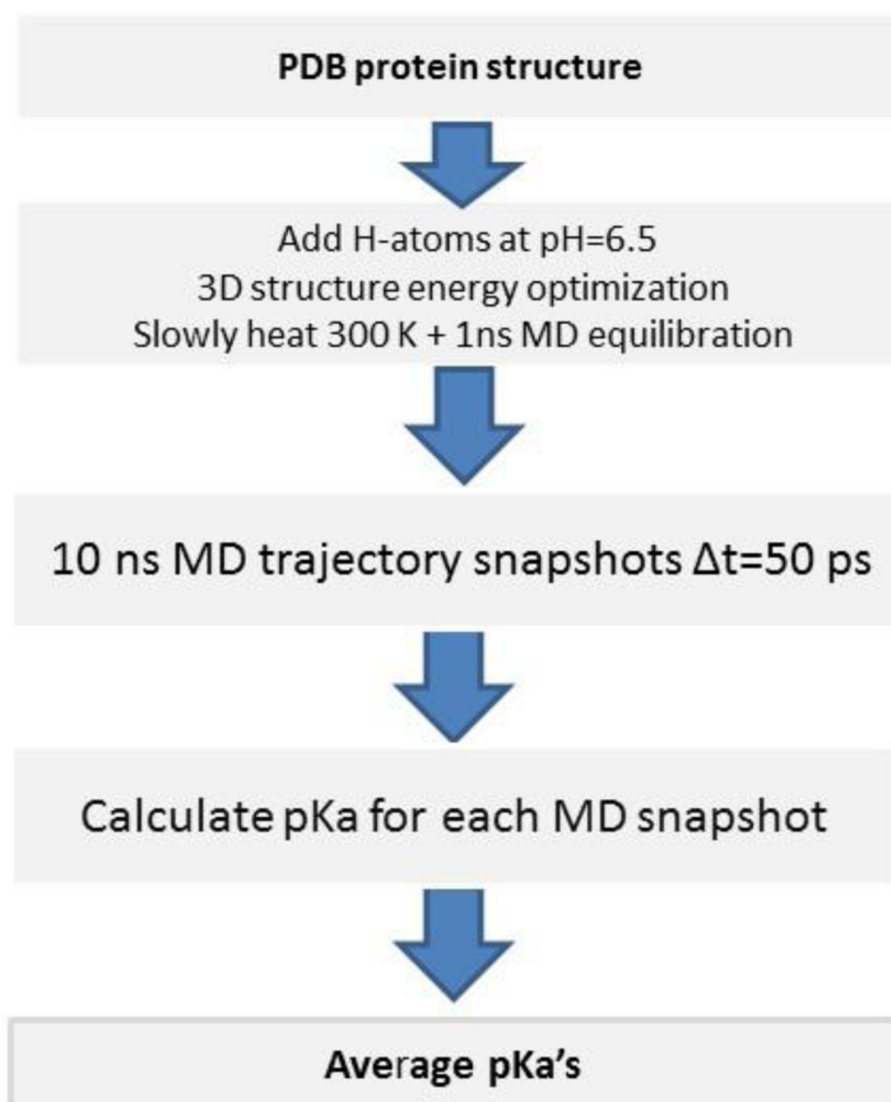 PDB protein structure
Add H-atoms at pH=6.5
3D structure energy optimization
Slowly heat 300 K + 1ns MD equilibration
10 ns MD trajectory snapshots Δt=50 ps
Calculate pKa for each MD snapshot
Average pKa’s